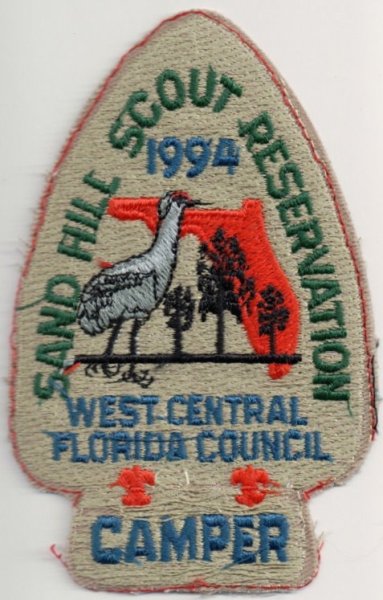 SAND HILL SCOUT RESERVATION
1994
WEST CENTRAL
FLORIDA COUNCIL
CAMPER